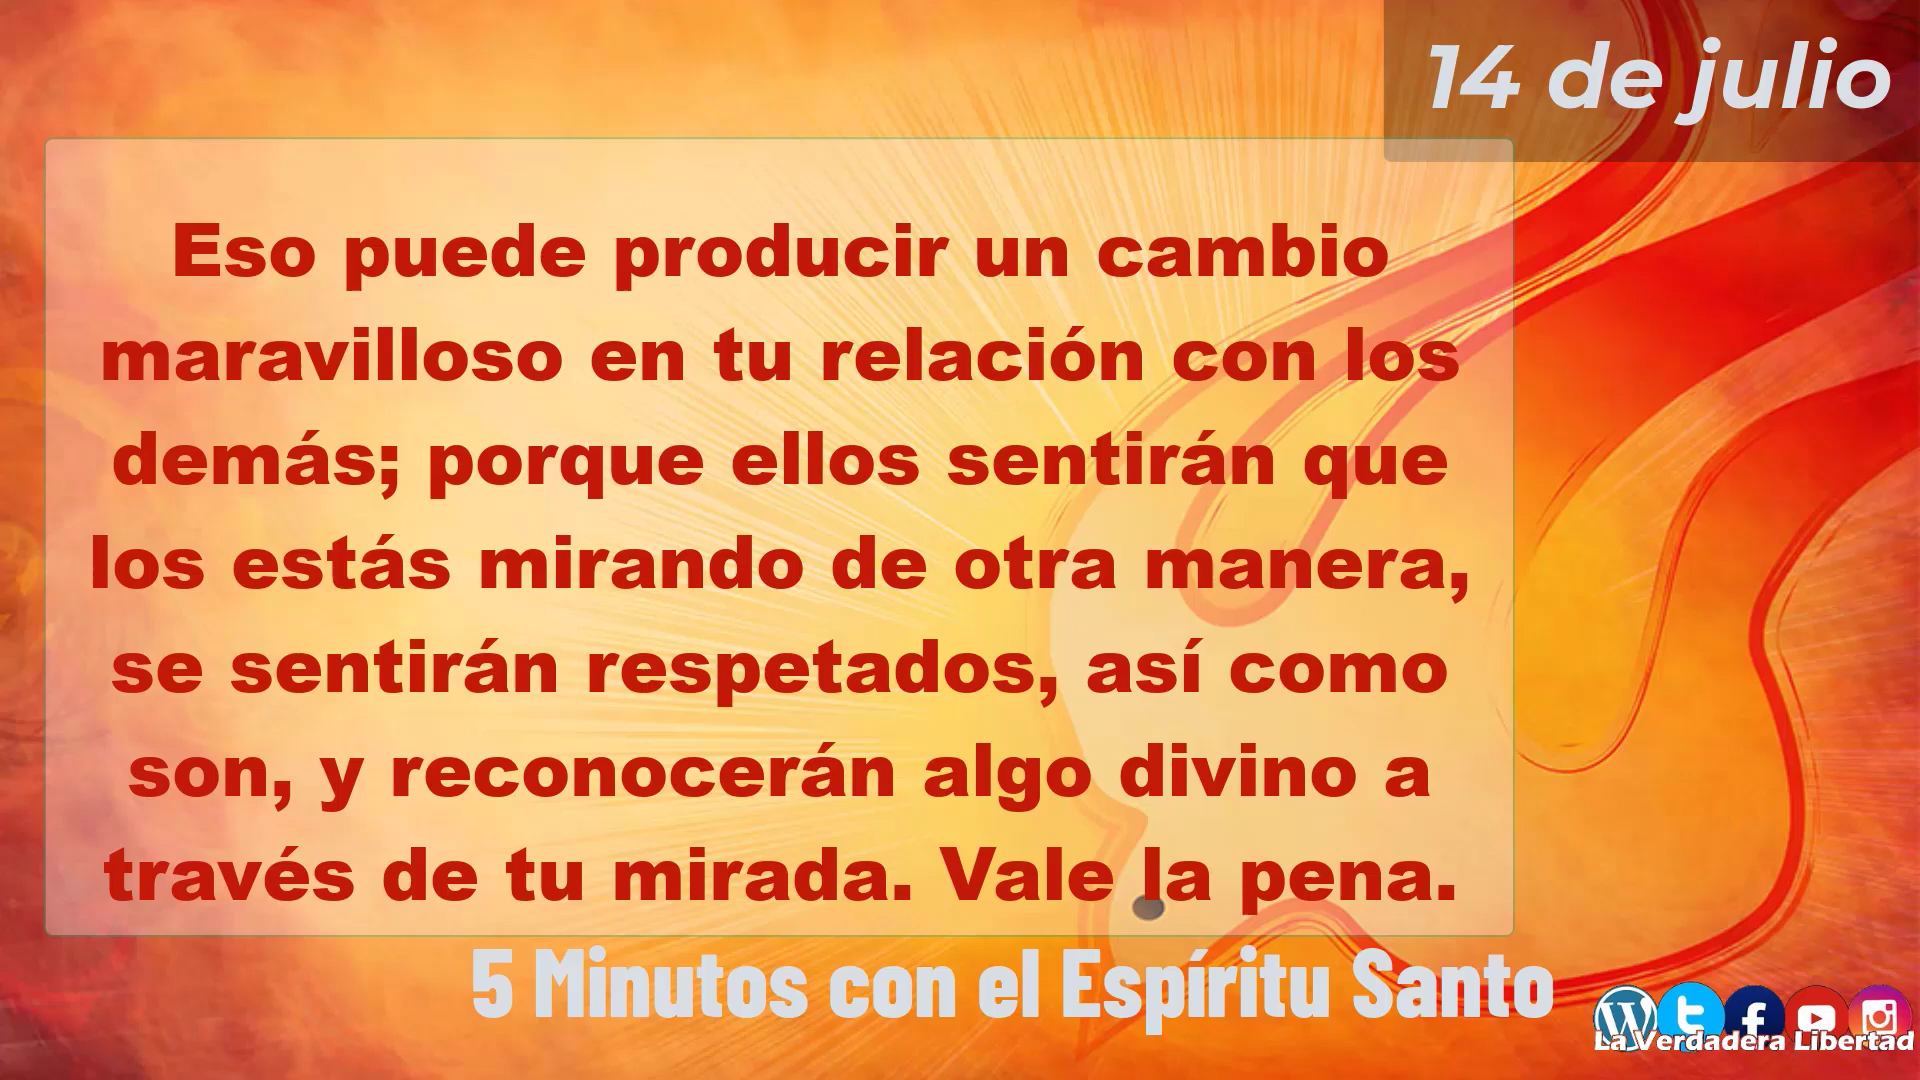 14 de julio
Eso puede producir un cambio
maravilloso en tu relación con los
demás; porque ellos sentirán que
los estás mirando de otra manera,
se sentirán respetados, así como
son, y reconocerán algo divino a
través de tu mirada. Vale la pena.
5 Minutos con el Espíritu Santo
La Verdadera Libertad